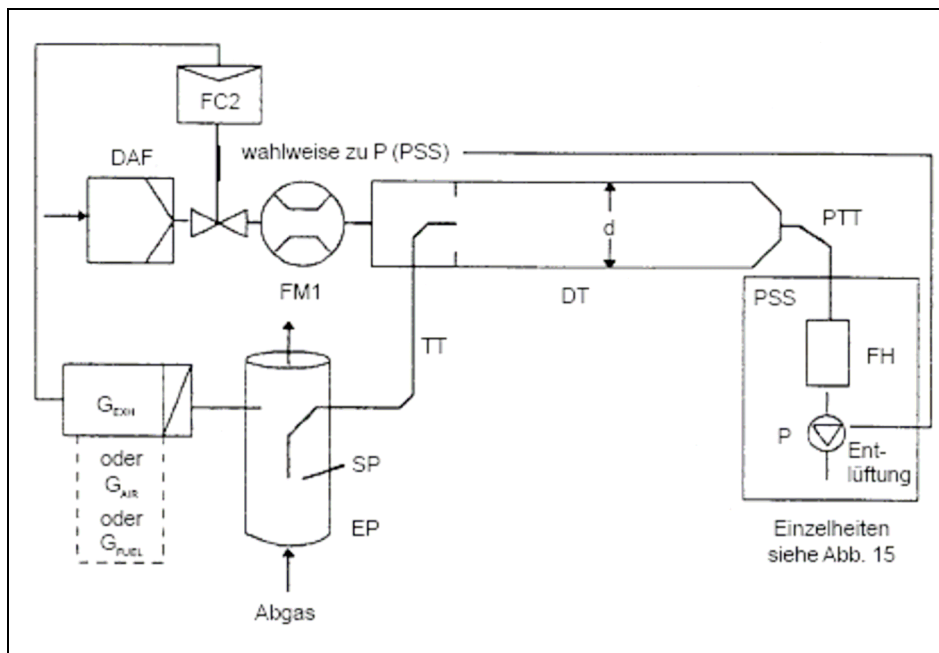 FC2
wahlweise zu P (PSS)
DAF
d
PTT
FM1
DT
PSS
TT
FH
G_EXH
P
Ent-
lüftung
oder
G_AIR
oder
G_FUEL
SP
EP
Einzelheiten
siehe Abb. 15
Abgas